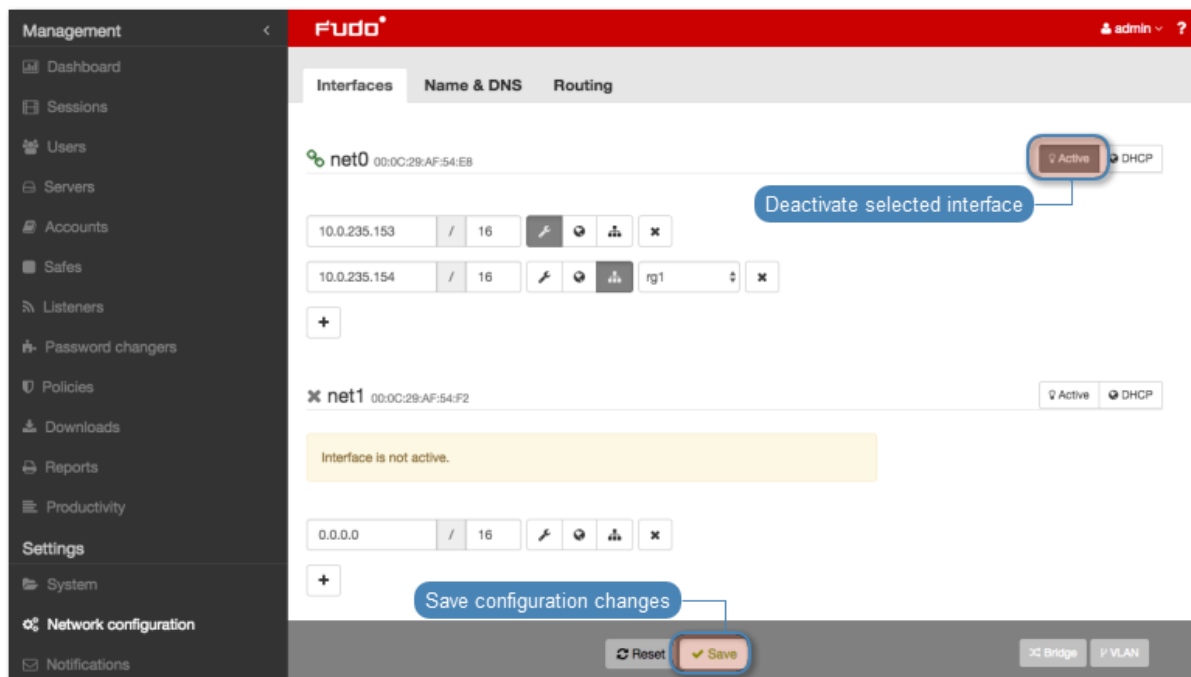 Management
Fudo
admin ?
Dashboard
Sessions
Users
Servers
Accounts
Safes
Listeners
Password changers
Policies
Downloads
Reports
Productivity
Settings
System
Network configuration
Notifications
Interfaces Name & DNS Routing
net0 00:0C:29:AF:54:E8
Active DHCP
Deactivate selected interface
10.0.235.153 / 16
10.0.235.154 / 16 rg1
+
net1 00:0C:29:AF:54:F2
Active DHCP
Interface is not active.
0.0.0.0 / 16
+
Save configuration changes
Reset Save
Bridge VLAN